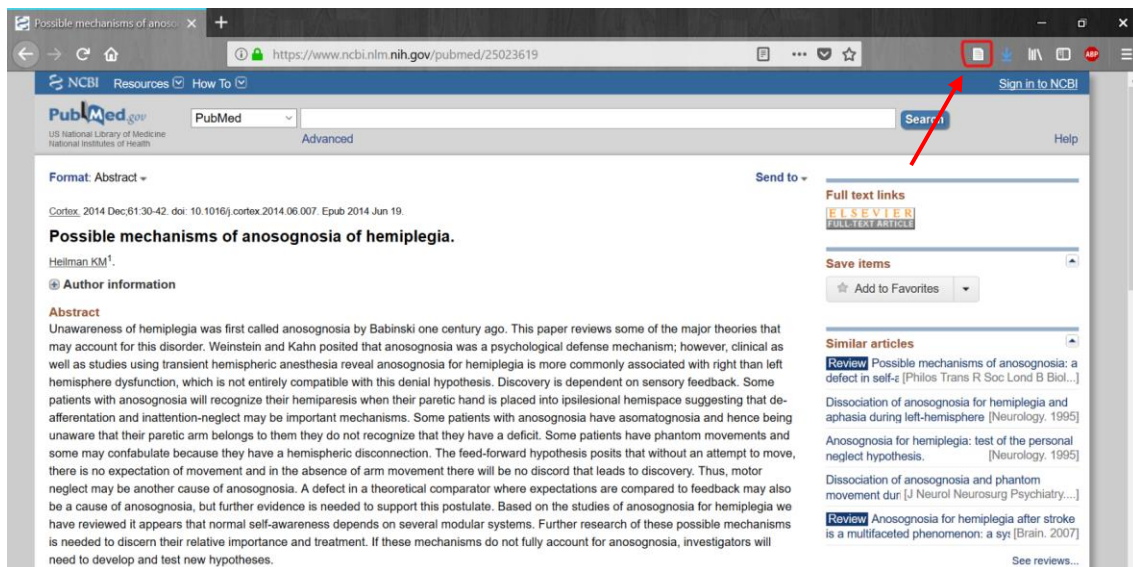 Possible mechanisms of anoso
https://www.ncbi.nlm.nih.gov/pubmed/25023619
ABP
NCBI Resources How To
Sign in to NCBI
PubMed.gov
US National Library of Medicine
National Institutes of Health
PubMed
Search
Advanced
Help
Format: Abstract
Send to
Cortex. 2014 Dec;61:30-42. doi: 10.1016/j.cortex.2014.06.007. Epub 2014 Jun 19.
Possible mechanisms of anosognosia of hemiplegia.
Heilman KM1.
Author information
Abstract
Unawareness of hemiplegia was first called anosognosia by Babinski one century ago. This paper reviews some of the major theories that
may account for this disorder. Weinstein and Kahn posited that anosognosia was a psychological defense mechanism; however, clinical as
well as studies using transient hemispheric anesthesia reveal anosognosia for hemiplegia is more commonly associated with right than left
hemisphere dysfunction, which is not entirely compatible with this denial hypothesis. Discovery is dependent on sensory feedback. Some
patients with anosognosia will recognize their hemiparesis when their paretic hand is placed into ipsilesional hemispace suggesting that de-
afferentation and inattention-neglect may be important mechanisms. Some patients with anosognosia have asomatognosia and hence being
unaware that their paretic arm belongs to them they do not recognize that they have a deficit. Some patients have phantom movements and
some may confabulate because they have a hemispheric disconnection. The feed-forward hypothesis posits that without an attempt to move,
there is no expectation of movement and in the absence of arm movement there will be no discord that leads to discovery. Thus, motor
neglect may be another cause of anosognosia. A defect in a theoretical comparator where expectations are compared to feedback may also
be a cause of anosognosia, but further evidence is needed to support this postulate. Based on the studies of anosognosia for hemiplegia we
have reviewed it appears that normal self-awareness depends on several modular systems. Further research of these possible mechanisms
is needed to discern their relative importance and treatment. If these mechanisms do not fully account for anosognosia, investigators will
need to develop and test new hypotheses.
Full text links
ELSEVIER
FULL-TEXT ARTICLE
Save items
Add to Favorites
Similar articles
Review Possible mechanisms of anosognosia: a
defect in self-a [Philos Trans R Soc Lond B Biol...]
Dissociation of anosognosia for hemiplegia and
aphasia during left-hemisphere [Neurology. 1995]
Anosognosia for hemiplegia: test of the personal
neglect hypothesis. [Neurology. 1995]
Dissociation of anosognosia and phantom
movement duri [J Neurol Neurosurg Psychiatry....]
Review Anosognosia for hemiplegia after stroke
is a multifaceted phenomenon: a sys [Brain. 2007]
See reviews...